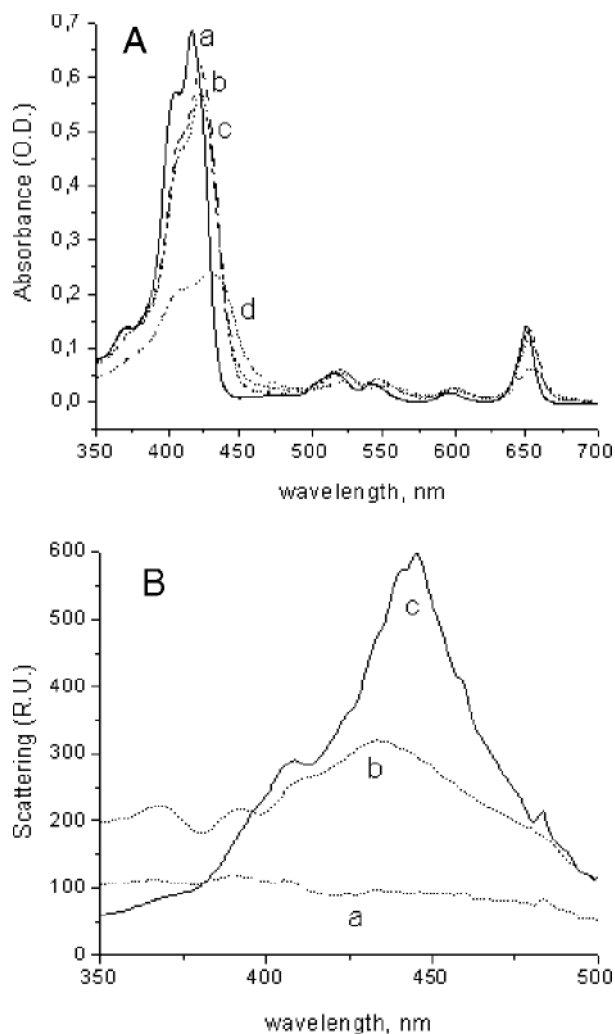 A
Absorbance (O.D.)
0,7
0,6
0,5
0,4
0,3
0,2
0,1
0,0
a
b
c
d
350 400 450 500 550 600 650 700
wavelength, nm
B
Scattering (R.U.)
600
500
400
300
200
100
0
c
b
a
350 400 450 500
wavelength, nm